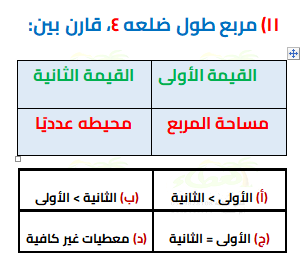 ١١) مربع طول ضلعه ٤، قارن بين:
القيمة الأولى القيمة الثانية
مساحة المربع محيطه عدديًا
(أ) الأولى > الثانية (ب) الثانية > الأولى
(ج) الأولى = الثانية (د) معطيات غير كافية